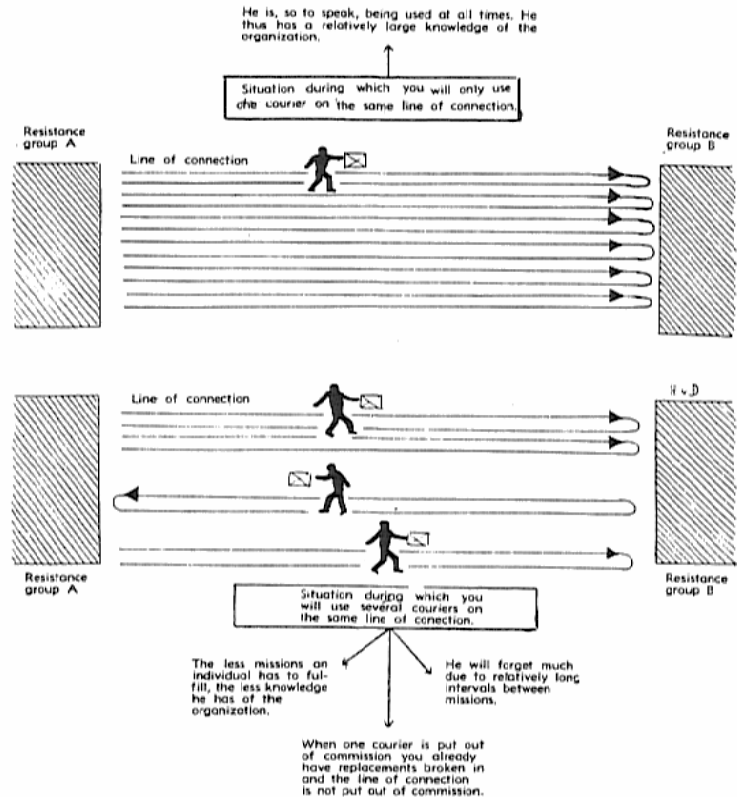 He is, so to speak, being used at all times. He
thus has a relatively large knowledge of the
organization.
Situation during which you will only use
one courier on the same line of connection.
Resistance
group A
Resistance
group B
Line of connection
Line of connection
Resistance
group A
Resistance
group B
Situation during which you
will use several couriers on
the same line of cenection.
The less missions an
individual has to ful-
fill, the less knowledge
he has of the
organization.
He will forget much
due to relatively long
intervals between
missions.
When one courier is put out
of commission you already
have replacements broken in
and the line of connection
is not put out of commission.